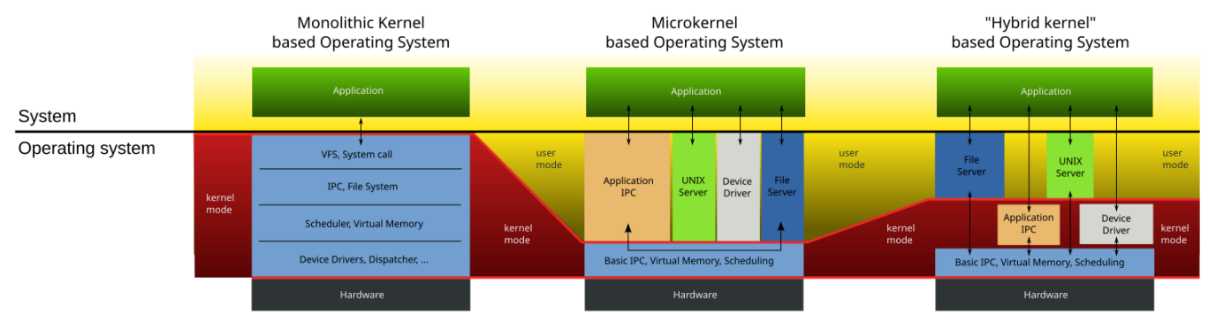 Monolithic Kernel
based Operating System
Microkernel
based Operating System
"Hybrid kernel"
based Operating System
Application
Application
Application
System
Operating system
VFS, System call
IPC, File System
Scheduler, Virtual Memory
Device Drivers, Dispatcher, ...
Hardware
kernel
mode
kernel
mode
user
mode
Application
IPC
UNIX
Server
Device
Driver
File
Server
Basic IPC, Virtual Memory, Scheduling
Hardware
user
mode
kernel
mode
File
Server
UNIX
Server
user
mode
Application
IPC
Device
Driver
kernel
mode
Basic IPC, Virtual Memory, Scheduling
Hardware